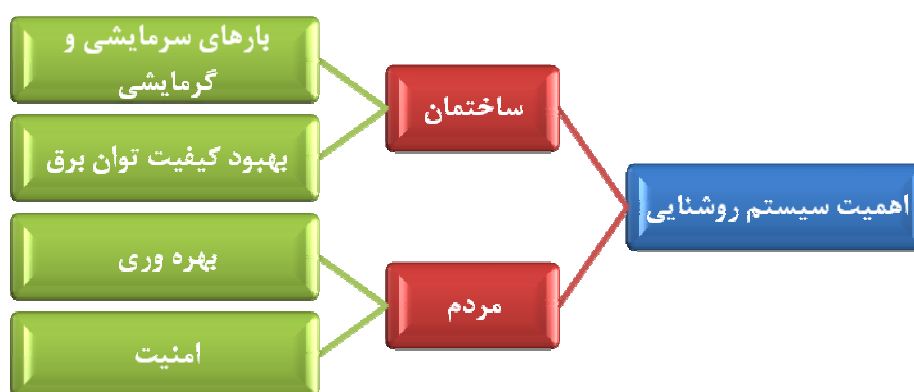 اهمیت سیستم روشنایی
ساختمان
بارهای سرمایشی و
گرمایشی
بهبود کیفیت توان برق
مردم
بهره وری
امنیت